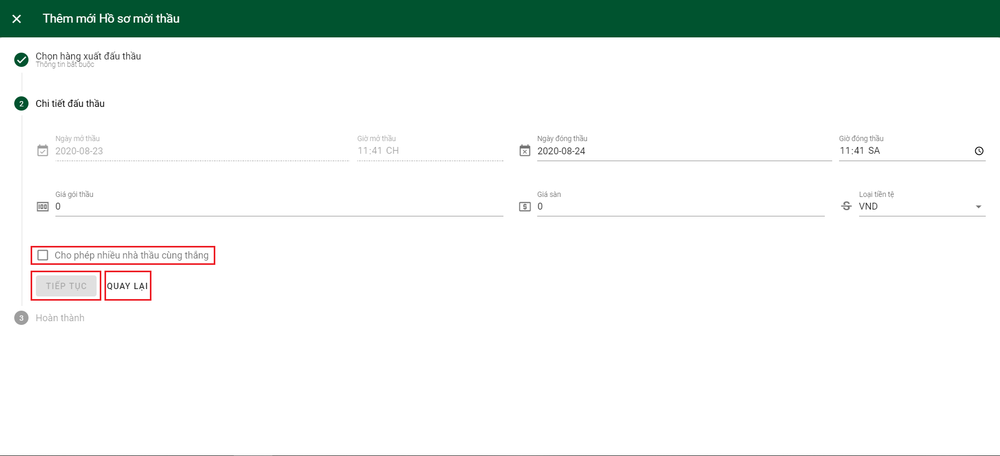 Thêm mới Hồ sơ mời thầu
Chọn hàng xuất đấu thầu
Thông tin bắt buộc
2 Chi tiết đấu thầu
Ngày mở thầu Giờ mở thầu Ngày đóng thầu Giờ đóng thầu
2020-08-23 11:41 CH 2020-08-24 11:41 SA
Giá gói thầu Giá sàn Loại tiền tệ
100 0 $ 0 VND
Cho phép nhiều nhà thầu cùng thắng
TIẾP TỤC QUAY LẠI
3 Hoàn thành